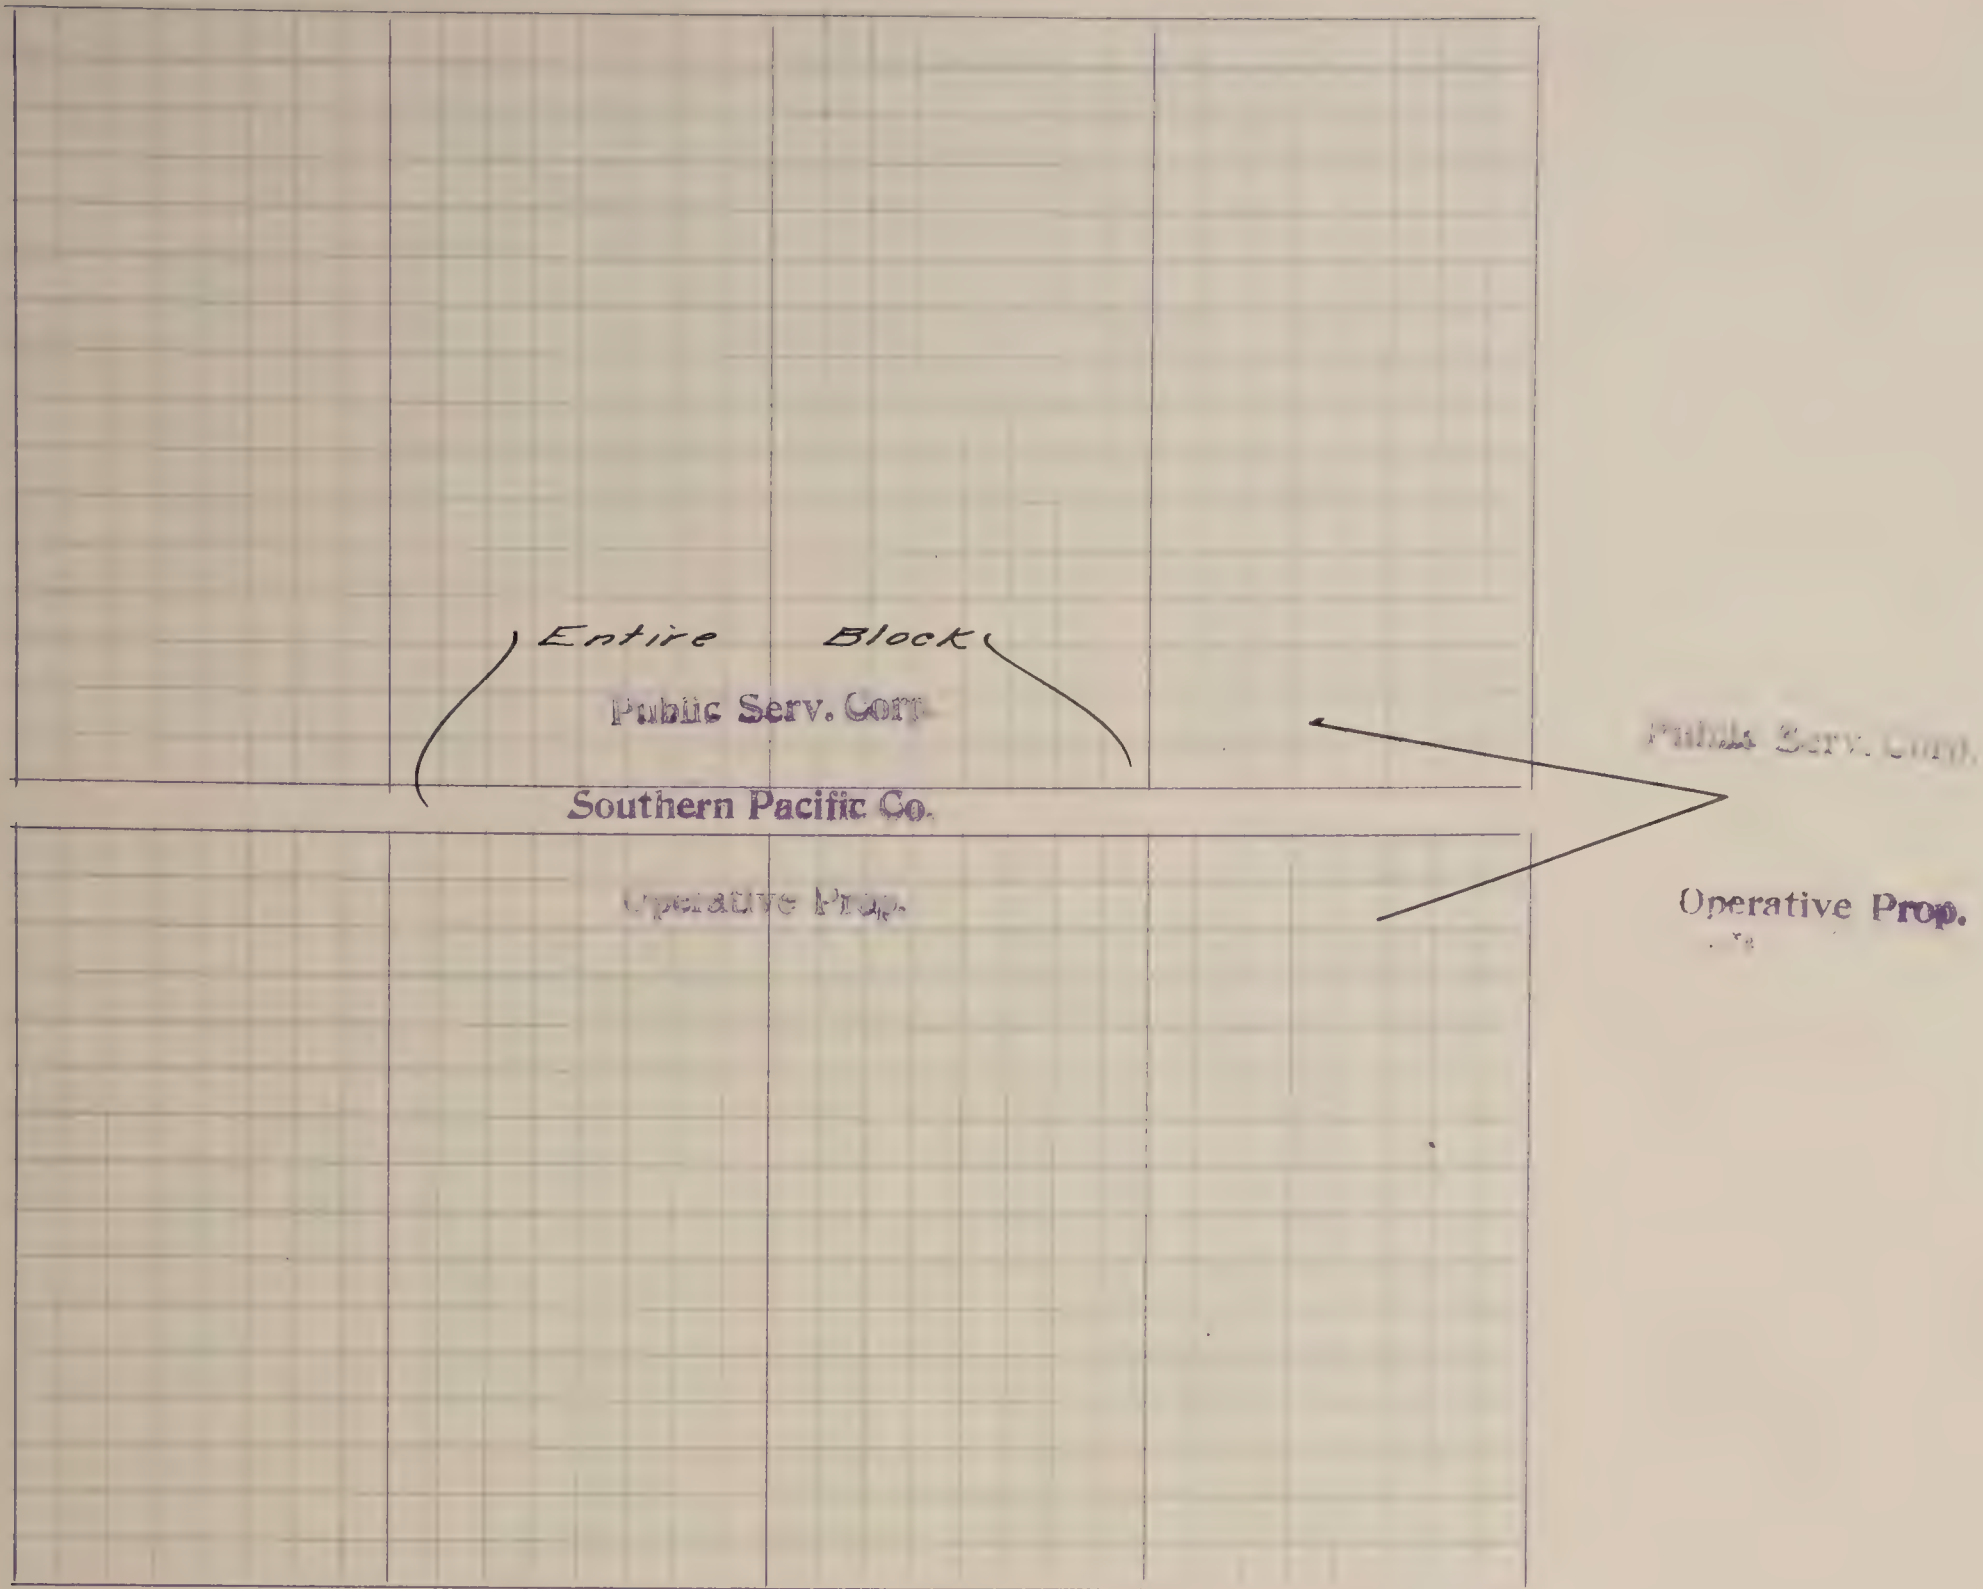 Entire Block
Public Serv. Corp.
Southern Pacific Co.
Operative Prop.
Public Serv. Corp.
Operative Prop.